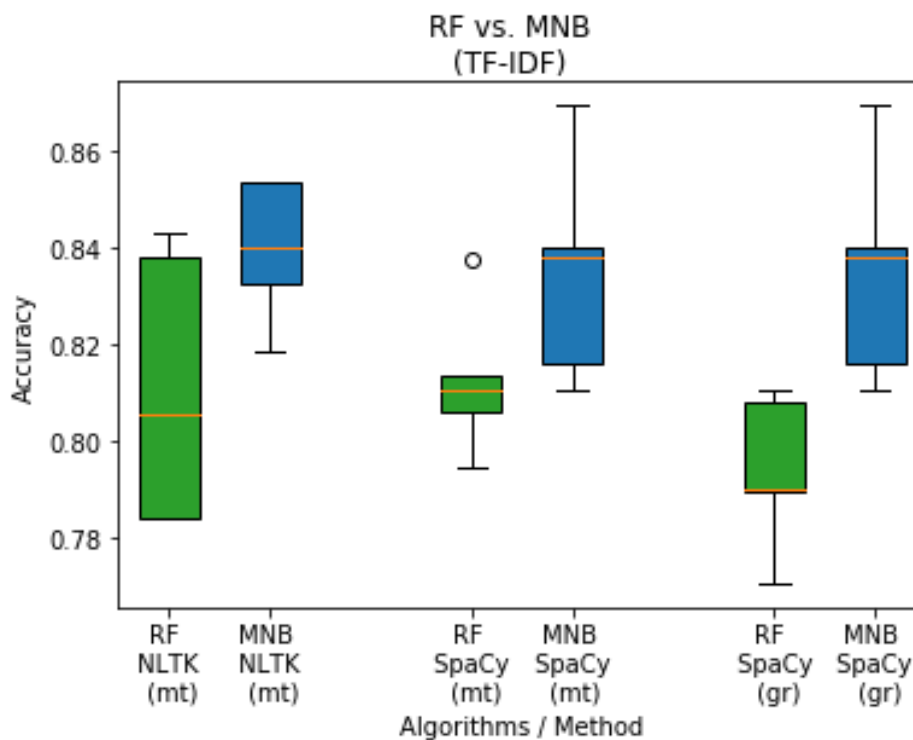 RF vs. MNB
(TF-IDF)
Accuracy
0.86
0.84
0.82
0.80
0.78
RF MNB RF MNB RF MNB
NLTK NLTK SpaCy SpaCy SpaCy SpaCy
(mt) (mt) (mt) (mt) (gr) (gr)
Algorithms / Method